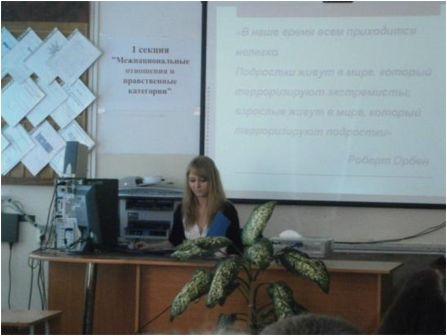 I секция
"Межнациональные
отношения и
нравственные
категории"
«В наше время всем приходится
нелегко.
Подростки живут в мире, который
терроризируют экстремисты;
взрослые живут в мире, который
терроризируют подростки»
Роберт Орбен